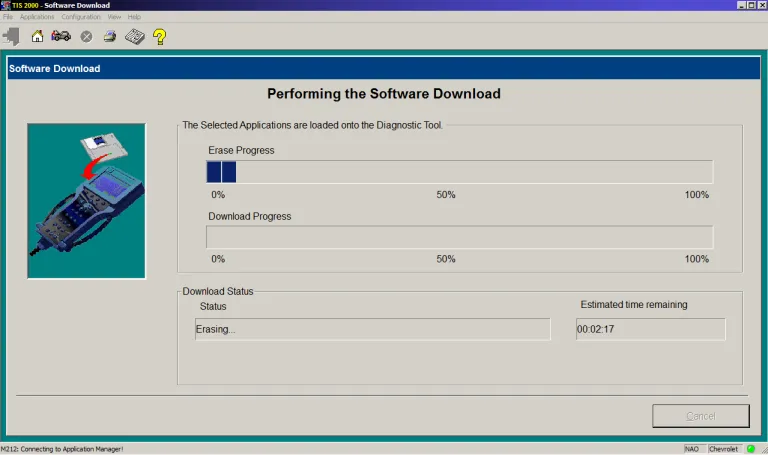 TIS 2000 - Software Download
File Applications Configuration View Help
Software Download
Performing the Software Download
The Selected Applications are loaded onto the Diagnostic Tool.
Erase Progress
0% 50% 100%
Download Progress
0% 50% 100%
Download Status
Status Estimated time remaining
Erasing... 00:02:17
Cancel
M212: Connecting to Application Manager! NAO Chevrolet